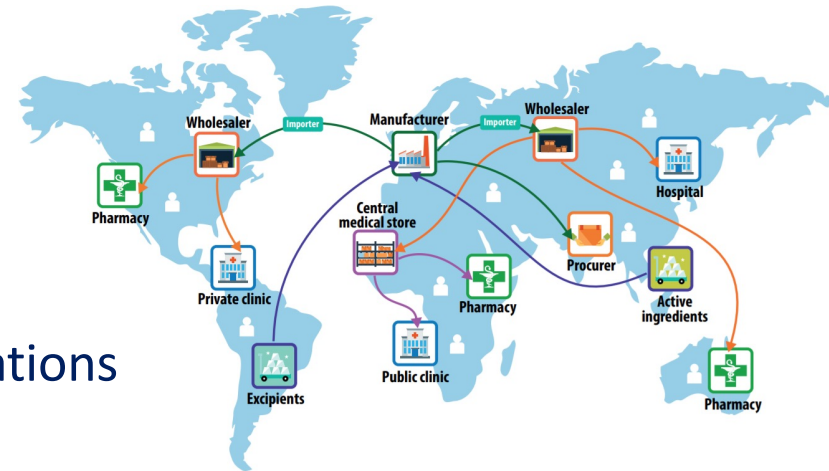 Wholesaler
Importer
Manufacturer
Importer
Wholesaler
Pharmacy
Hospital
Central
medical store
Procurer
Private clinic
Pharmacy
Active
ingredients
Public clinic
Excipients
Pharmacy